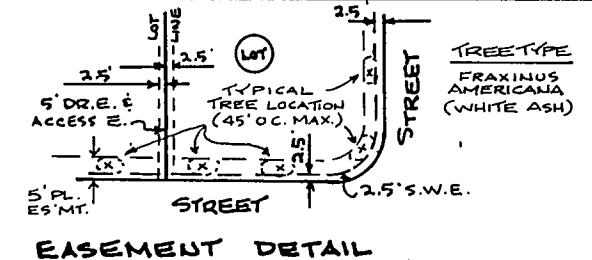 2.5
LOT
LINE
LOT
2.5'
2.5'
TREE TYPE
FRAXINUS
AMERICANA
(WHITE ASH)
STREET
TYPICAL
TREE LOCATION
(45' O.C. MAX.)
5' DR.E. &
ACCESS E.
2.5'
X
X
X
X
X
5' PL.
ES'MT.
2.5' S.W.E.
STREET
EASEMENT DETAIL